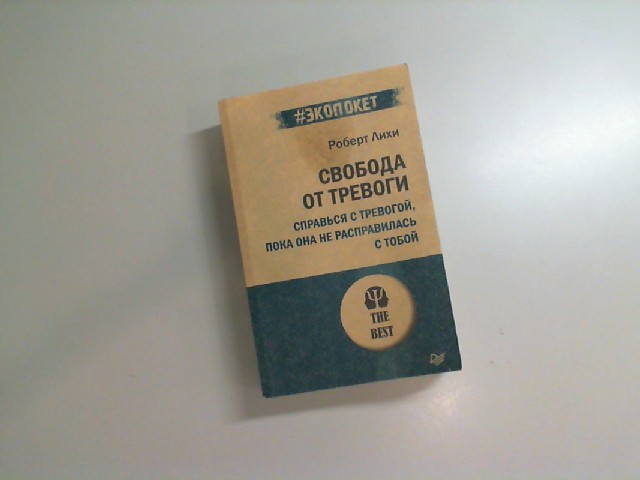 #ЭКОПОКЕТ
Роберт Лихи
СВОБОДА
ОТ ТРЕВОГИ
СПРАВЬСЯ С ТРЕВОГОЙ,
ПОКА ОНА НЕ РАСПРАВИЛАСЬ
С ТОБОЙ
THE
BEST